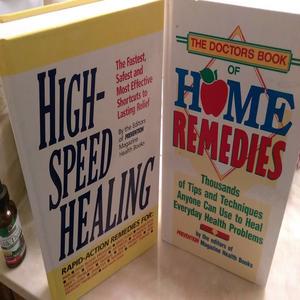 HIGH-
SPEED
HEALING
The Fastest,
Safest and
Most Effective
Shortcuts to
Lasting Relief
By the Editors
of PREVENTION
Magazine
Health Books
RAPID-ACTION REMEDIES FOR:
THE DOCTORS BOOK
OF
HOME
REMEDIES
Thousands
of Tips and Techniques
Anyone Can Use to Heal
Everyday Health Problems
by the editors of
PREVENTION Magazine Health Books